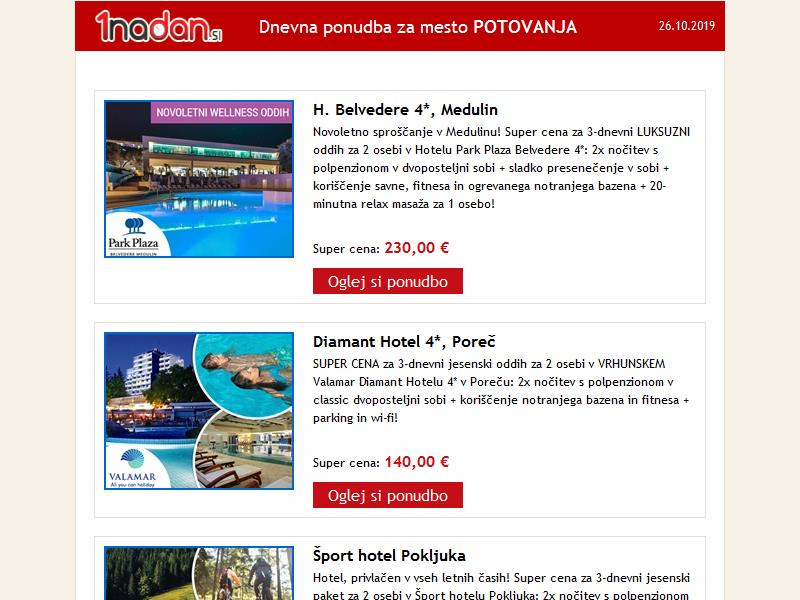 1nadan.si
Dnevna ponudba za mesto POTOVANJA
26.10.2019
NOVOLETNI WELLNESS ODDIH
Park Plaza
BELVEDERE MEDULIN
H. Belvedere 4*, Medulin
Novoletno sproščanje v Medulinu! Super cena za 3-dnevni LUKSUZNI
oddih za 2 osebi v Hotelu Park Plaza Belvedere 4*: 2x nočitev s
polpenzionom v dvoposteljni sobi + sladko presenečenje v sobi +
koriščenje savne, fitnesa in ogrevanega notranjega bazena + 20-
minutna relax masaža za 1 osebo!
Super cena: 230,00 €
Oglej si ponudbo
VALAMAR
All you can holiday
Diamant Hotel 4*, Poreč
SUPER CENA za 3-dnevni jesenski oddih za 2 osebi v VRHUNSKEM
Valamar Diamant Hotelu 4* v Poreču: 2x nočitev s polpenzionom v
classic dvoposteljni sobi + koriščenje notranjega bazena in fitnesa +
parking in wi-fi!
Super cena: 140,00 €
Oglej si ponudbo
Šport hotel Pokljuka
Hotel, privlačen v vseh letnih časih! Super cena za 3-dnevni jesenski
paket za 2 osebi v Šport hotelu Pokljuka: 2x nočitev s polpenzionom